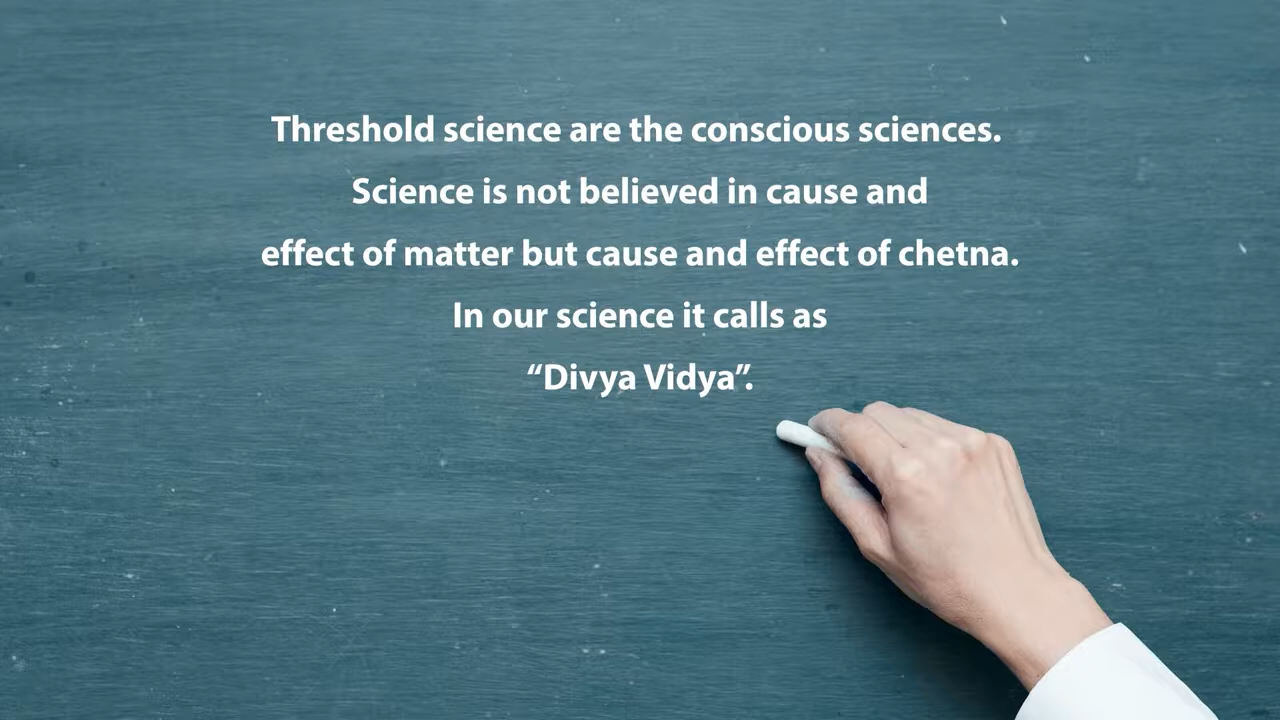 Threshold science are the conscious sciences.
Science is not believed in cause and
effect of matter but cause and effect of chetna.
In our science it calls as
“Divya Vidya”.